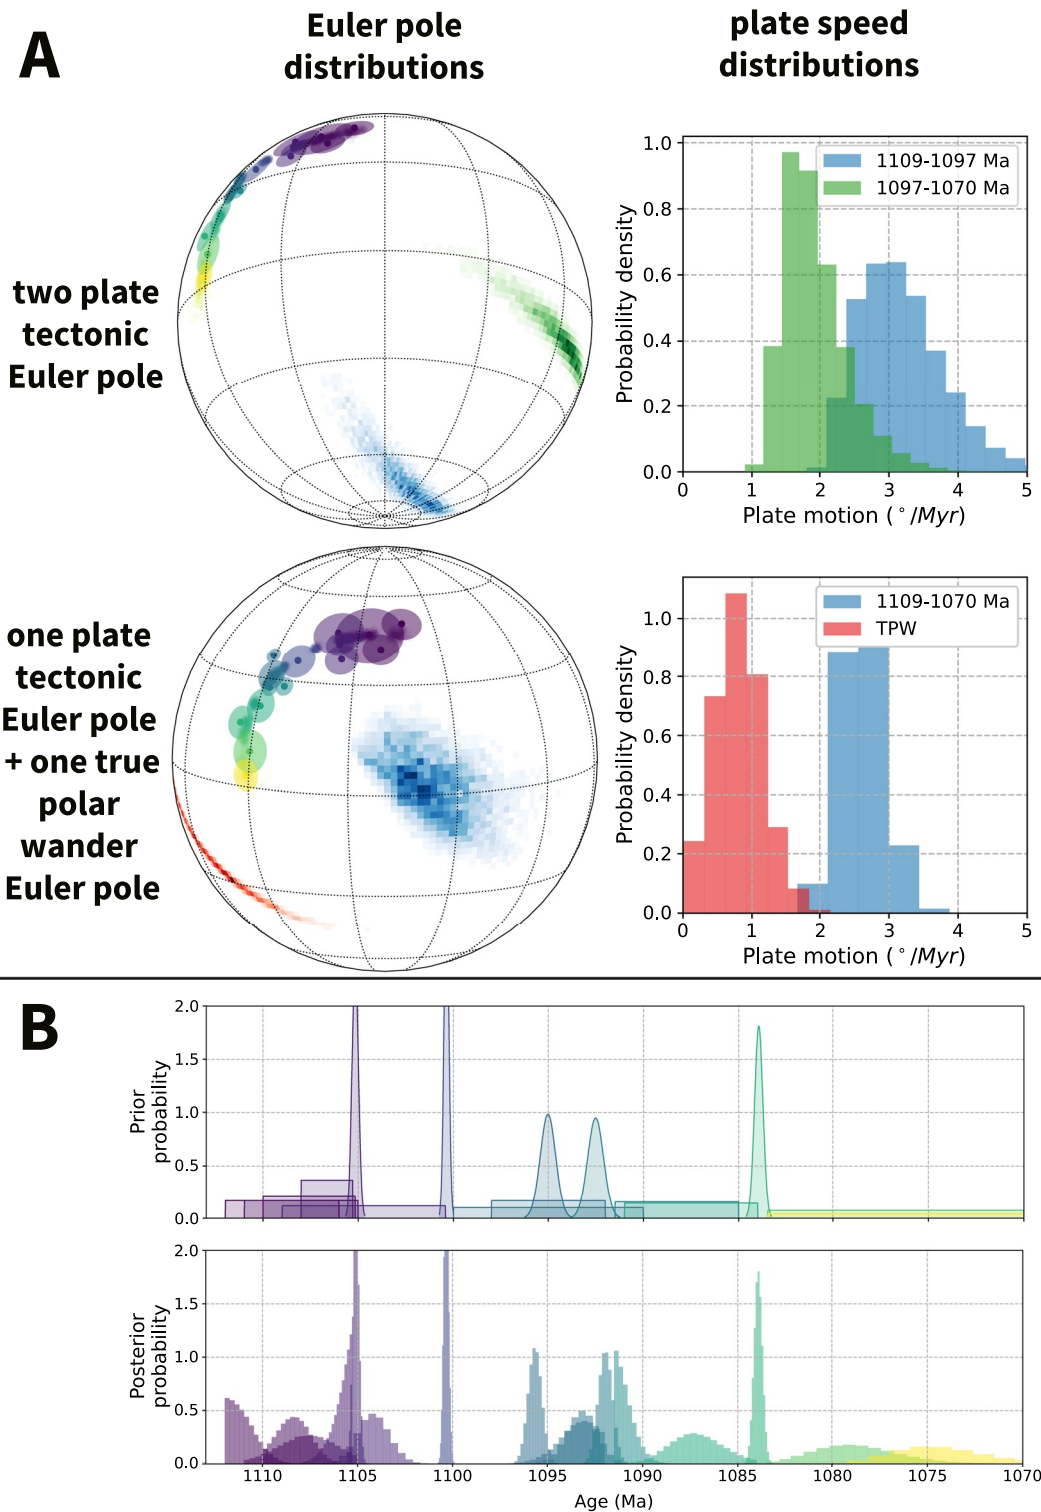 A
Euler pole
distributions
plate speed
distributions
two plate
tectonic
Euler pole
1.0
0.8
0.6
0.4
0.2
0.0
Probability density
1109-1097 Ma
1097-1070 Ma
0 1 2 3 4 5
Plate motion (°/Myr)
one plate
tectonic
Euler pole
+ one true
polar
wander
Euler pole
1.0
0.8
0.6
0.4
0.2
0.0
Probability density
1109-1070 Ma
TPW
0 1 2 3 4 5
Plate motion (°/Myr)
B
2.0
1.5
1.0
0.5
0.0
Prior
probability
2.0
1.5
1.0
0.5
0.0
Posterior
probability
1110 1105 1100 1095 1090 1085 1080 1075 1070
Age (Ma)